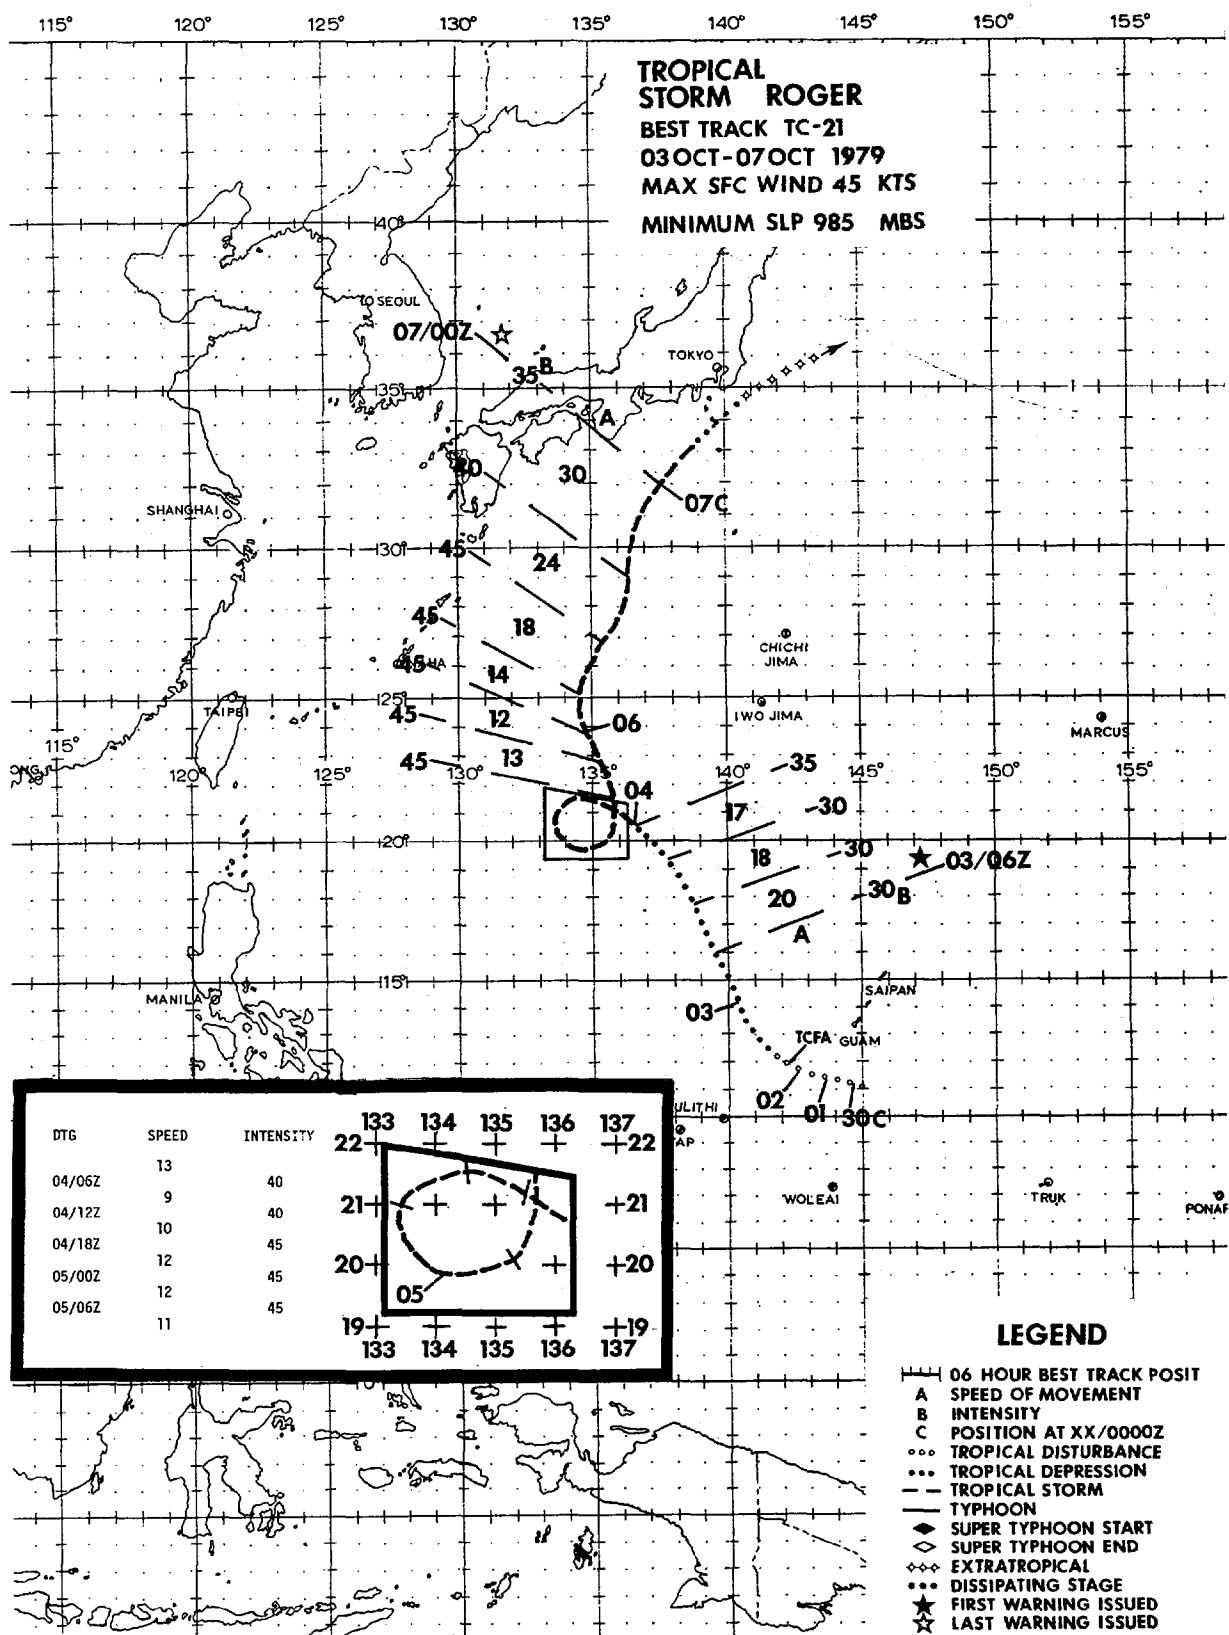 115° 120° 125° 130° 135° 140° 145° 150° 155°
TROPICAL
STORM ROGER
BEST TRACK TC-21
03 OCT-07 OCT 1979
MAX SFC WIND 45 KTS
MINIMUM SLP 985 MBS
40°
SEOUL
07/00Z
TOKYO
B
35
35°
A
30
07C
SHANGHAI
30°
45
24
45
18
CHICHI
JIMA
45
14
25°
TAIPEI
45
12
06
IWO JIMA
MARCUS
115°
120° 125° 130° 135° 140° 145° 150° 155°
45
13
35
04
17
30
20°
18
30
03/06Z
20
30 B
A
15°
SAIPAN
MANILA
03
TCFA
GUAM
02
01
30C
ULITHI
WOLEAI
TRUK
DTG SPEED INTENSITY
13
04/06Z 40
9
04/12Z 40
10
04/18Z 45
12
05/00Z 45
12
05/06Z 45
11
133 134 135 136 137
22 22
21 21
20 20
05
19 19
133 134 135 136 137
115° 120° 125° 130° 135° 140° 145° 150° 155°
LEGEND
06 HOUR BEST TRACK POSIT
A SPEED OF MOVEMENT
B INTENSITY
C POSITION AT XX/0000Z
TROPICAL DISTURBANCE
TROPICAL DEPRESSION
TROPICAL STORM
TYPHOON
SUPER TYPHOON START
SUPER TYPHOON END
EXTRATROPICAL
DISSIPATING STAGE
FIRST WARNING ISSUED
LAST WARNING ISSUED